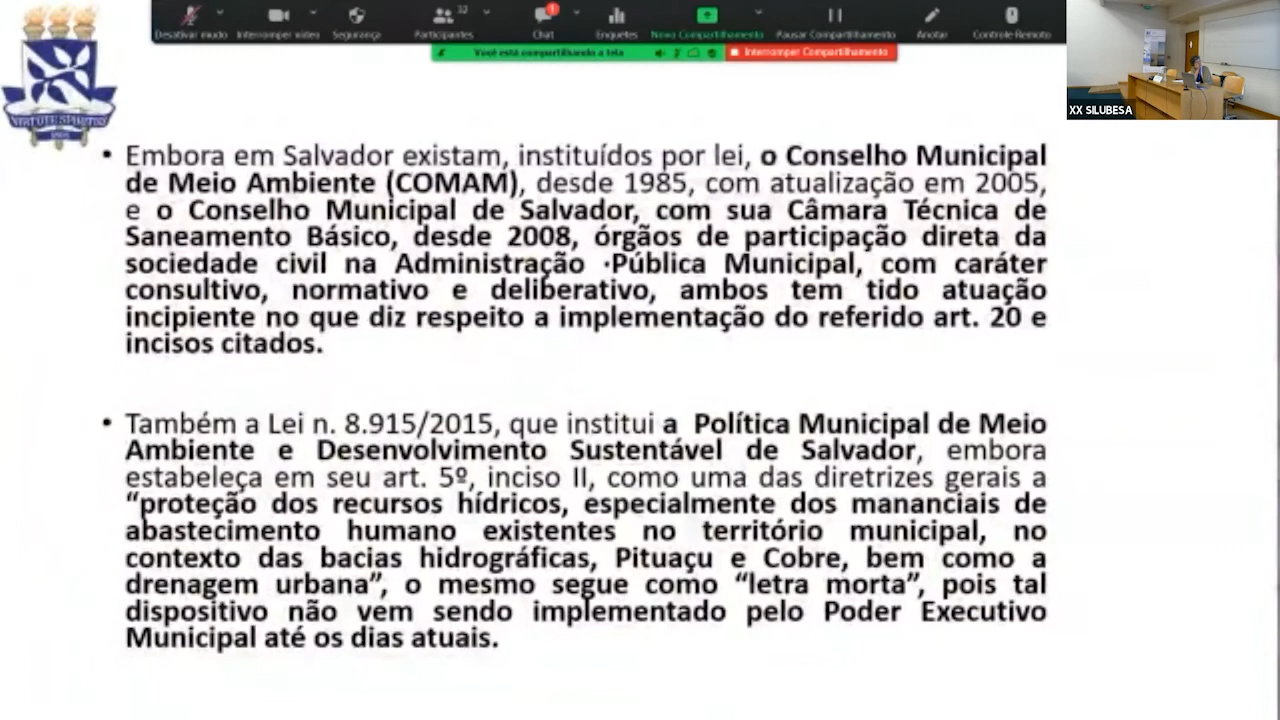 Desativar mudo
Interromper vídeo
Segurança
Participantes
32
Chat
1
Enquetes
Novo Compartilhamento
Pausar Compartilhamento
Anotar
Controle Remoto
Você está compartilhando a tela
Interromper Compartilhamento
XX SILUBESA
VIRTUTE SPIRITUS
• Embora em Salvador existam, instituídos por lei, o Conselho Municipal
de Meio Ambiente (COMAM), desde 1985, com atualização em 2005,
e o Conselho Municipal de Salvador, com sua Câmara Técnica de
Saneamento Básico, desde 2008, órgãos de participação direta da
sociedade civil na Administração ·Pública Municipal, com caráter
consultivo, normativo e deliberativo, ambos tem tido atuação
incipiente no que diz respeito a implementação do referido art. 20 e
incisos citados.
• Também a Lei n. 8.915/2015, que institui a Política Municipal de Meio
Ambiente e Desenvolvimento Sustentável de Salvador, embora
estabeleça em seu art. 5º, inciso II, como uma das diretrizes gerais a
“proteção dos recursos hídricos, especialmente dos mananciais de
abastecimento humano existentes no território municipal, no
contexto das bacias hidrográficas, Pituaçu e Cobre, bem como a
drenagem urbana”, o mesmo segue como “letra morta”, pois tal
dispositivo não vem sendo implementado pelo Poder Executivo
Municipal até os dias atuais.